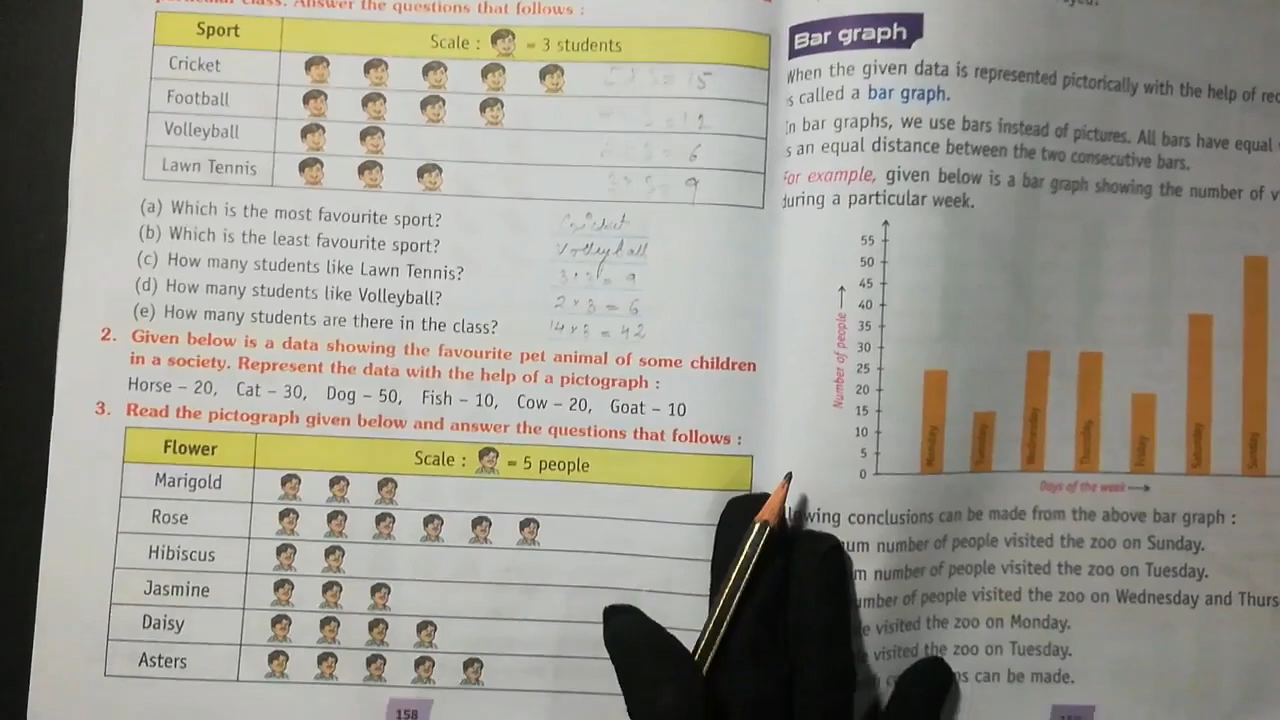 Answer the questions that follows :
Sport
Scale : = 3 students
Cricket
= 15
Football
= 12
Volleyball
= 6
Lawn Tennis
9
(a) Which is the most favourite sport?
(b) Which is the least favourite sport? Volleyball
(c) How many students like Lawn Tennis? 3 × 3 = 9
(d) How many students like Volleyball? 2 × 3 = 6
(e) How many students are there in the class? 14 × 3 = 42
2. Given below is a data showing the favourite pet animal of some children
in a society. Represent the data with the help of a pictograph :
Horse – 20, Cat – 30, Dog – 50, Fish – 10, Cow – 20, Goat – 10
3. Read the pictograph given below and answer the questions that follows :
Flower
Scale : = 5 people
Marigold
Rose
Hibiscus
Jasmine
Daisy
Asters
158
Bar graph
When the given data is represented pictorically with the help of
is called a bar graph.
In bar graphs, we use bars instead of pictures. All bars have equal
an equal distance between the two consecutive bars.
For example, given below is a bar graph showing the number of
during a particular week.
55
50
45
40
35
30
25
20
15
10
5
0
Number of people
Monday
Tuesday
Wednesday
Thursday
Friday
Saturday
Sunday
Days of the week
conclusions can be made from the above bar graph :
number of people visited the zoo on Sunday.
number of people visited the zoo on Tuesday.
of people visited the zoo on Wednesday and
visited the zoo on Monday.
visited the zoo on Tuesday.
can be made.